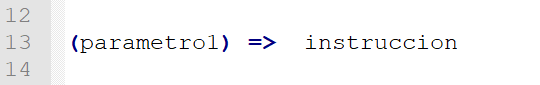 12
13 (parametro1) => instruccion
14